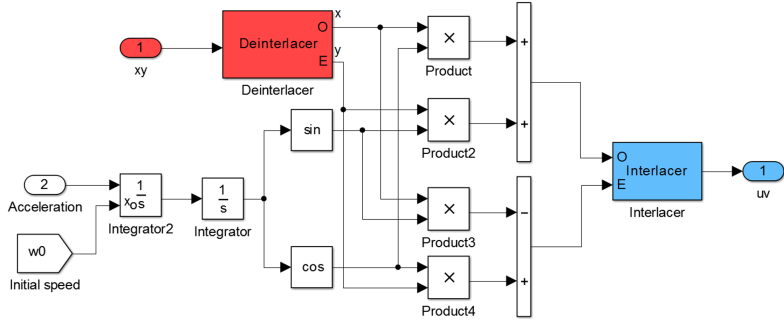 x
1
xy
Deinterlacer
O
E
y
Deinterlacer
×
Product
+
+
×
Product2
sin
2
Acceleration
1
s
xo
Integrator2
1
s
Integrator
w0
Initial speed
cos
×
Product3
−
+
×
Product4
O
E
Interlacer
Interlacer
1
uv